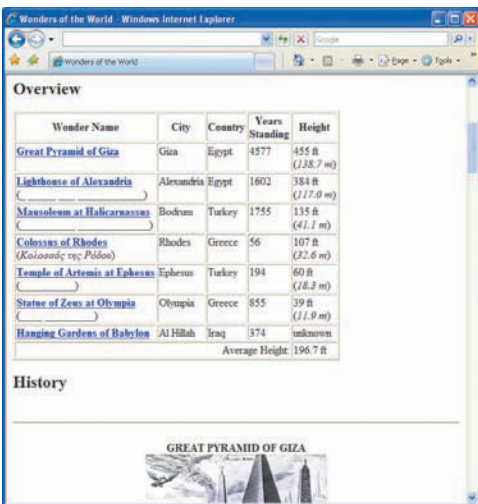 Wonders of the World - Windows Internet Explorer
Google
Wonders of the World
Page
Tools
Overview
Wonder Name City Country Years Standing Height
Great Pyramid of Giza Giza Egypt 4577 455 ft
(138.7 m)
Lighthouse of Alexandria Alexandria Egypt 1602 384 ft
( ) (117.0 m)
Mausoleum at Halicarnassus Bodrum Turkey 1755 135 ft
( ) (41.1 m)
Colossus of Rhodes Rhodes Greece 56 107 ft
(Κολοσσός της Ρόδου) (32.6 m)
Temple of Artemis at Ephesus Ephesus Turkey 194 60 ft
( ) (18.3 m)
Statue of Zeus at Olympia Olympia Greece 855 39 ft
( ) (11.9 m)
Hanging Gardens of Babylon Al Hillah Iraq 374 unknown
Average Height: 196.7 ft
History
GREAT PYRAMID OF GIZA